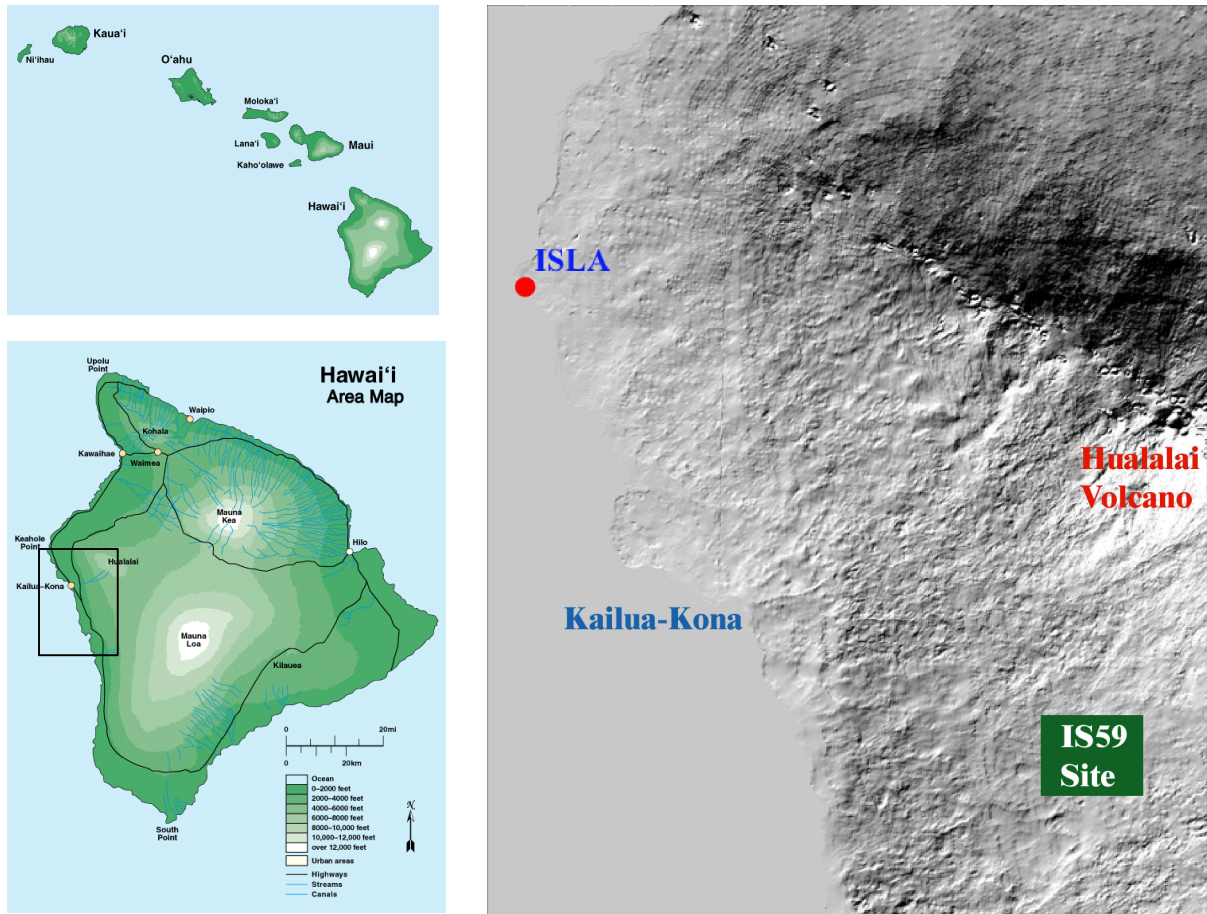 Kaua‘i
Ni‘ihau
O‘ahu
Moloka‘i
Lana‘i
Maui
Kaho‘olawe
Hawai‘i
Hawai‘i
Area Map
Upolu
Point
Waipio
Kohala
Kawaihae
Waimea
Mauna
Kea
Keahole
Point
Hilo
Hualalai
Kailua–Kona
Mauna
Loa
Kilauea
0 20mi
0 20km
Ocean
0–2000 feet
2000–4000 feet
4000–6000 feet
6000–8000 feet
8000–10,000 feet
10,000–12,000 feet
over 12,000 feet
Urban areas
Highways
Streams
Canals
N
South
Point
ISLA
Hualalai
Volcano
Kailua-Kona
IS59
Site